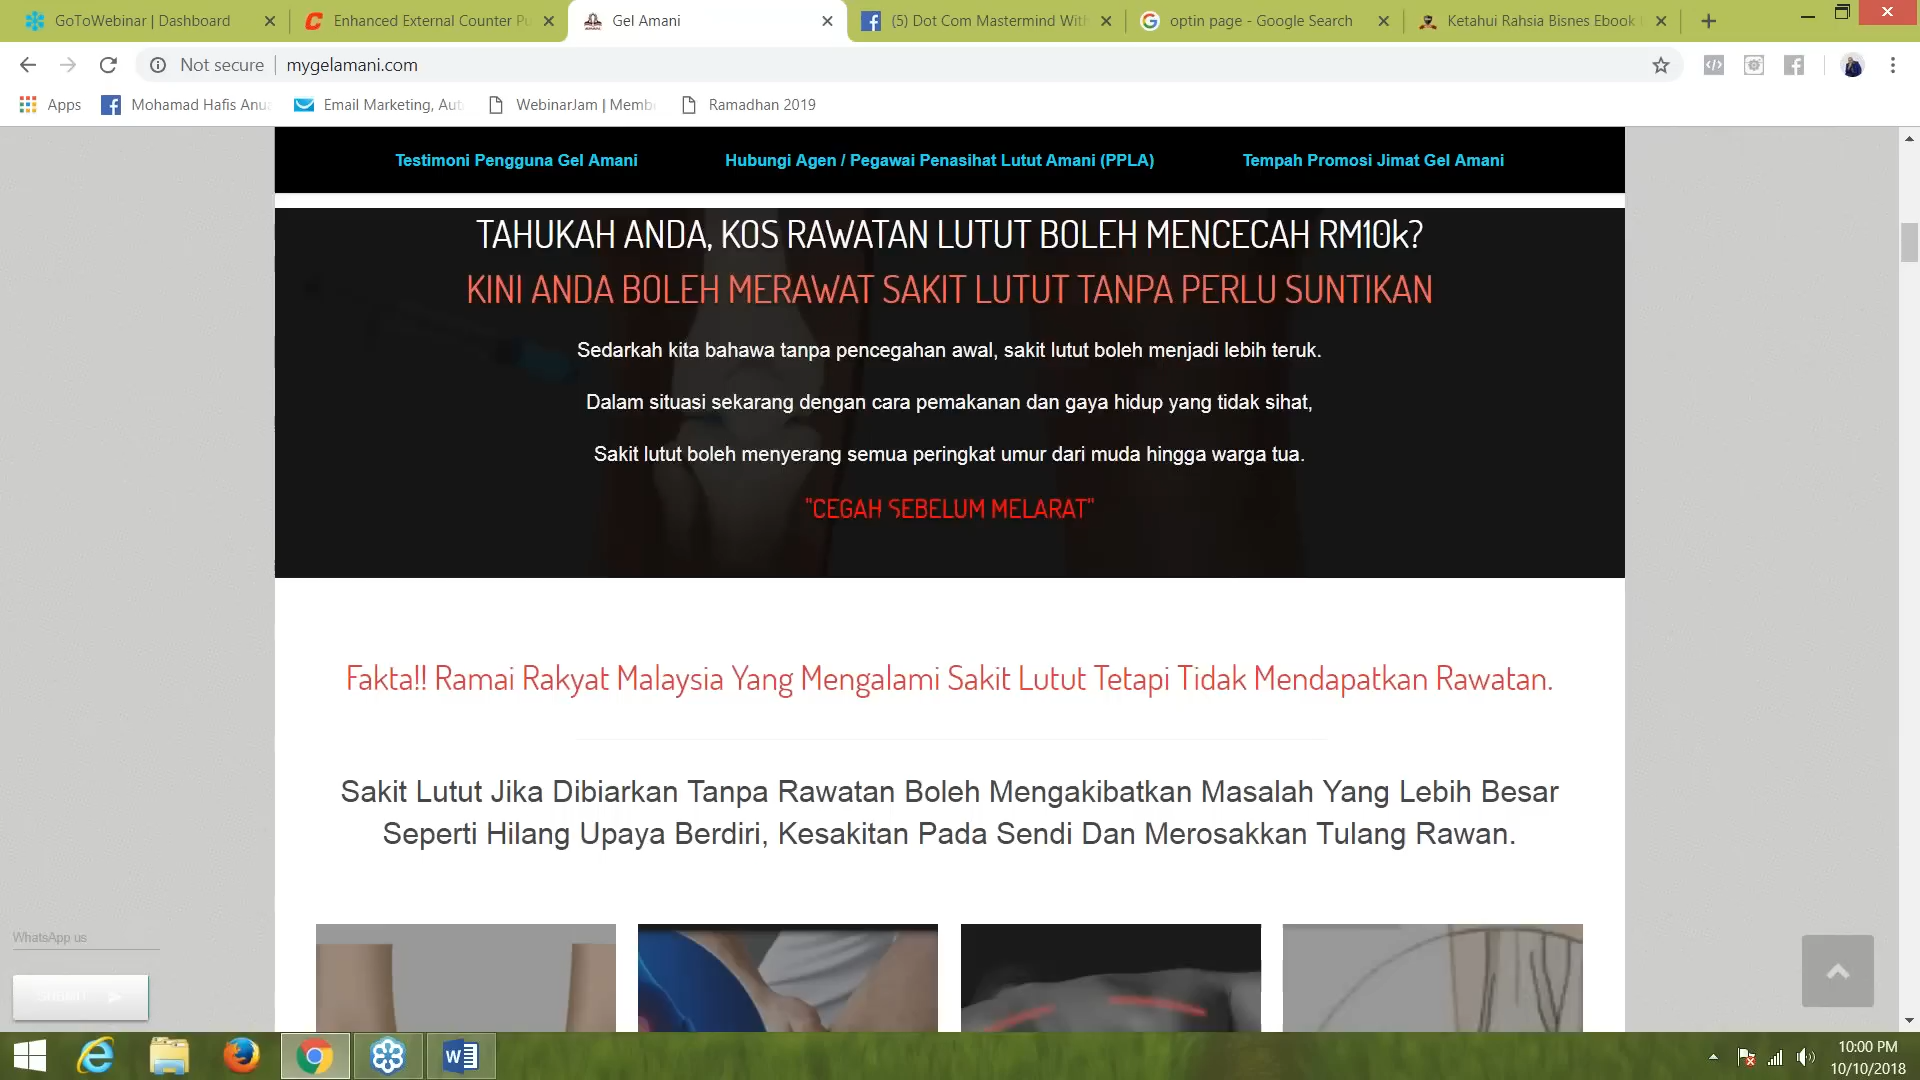 GoToWebinar | Dashboard
Enhanced External Counter Pu
Gel Amani
(5) Dot Com Mastermind With
optin page - Google Search
Ketahui Rahsia Bisnes Ebook
Not secure
mygelamani.com
Apps
Mohamad Hafis Anua
Email Marketing, Aut
WebinarJam | Memb
Ramadhan 2019
Testimoni Pengguna Gel Amani
Hubungi Agen / Pegawai Penasihat Lutut Amani (PPLA)
Tempah Promosi Jimat Gel Amani
TAHUKAH ANDA, KOS RAWATAN LUTUT BOLEH MENCECAH RM10k?
KINI ANDA BOLEH MERAWAT SAKIT LUTUT TANPA PERLU SUNTIKAN
Sedarkah kita bahawa tanpa pencegahan awal, sakit lutut boleh menjadi lebih teruk.
Dalam situasi sekarang dengan cara pemakanan dan gaya hidup yang tidak sihat,
Sakit lutut boleh menyerang semua peringkat umur dari muda hingga warga tua.
"CEGAH SEBELUM MELARAT"
Fakta!! Ramai Rakyat Malaysia Yang Mengalami Sakit Lutut Tetapi Tidak Mendapatkan Rawatan.
Sakit Lutut Jika Dibiarkan Tanpa Rawatan Boleh Mengakibatkan Masalah Yang Lebih Besar
Seperti Hilang Upaya Berdiri, Kesakitan Pada Sendi Dan Merosakkan Tulang Rawan.
WhatsApp us
10:00 PM
10/10/2018